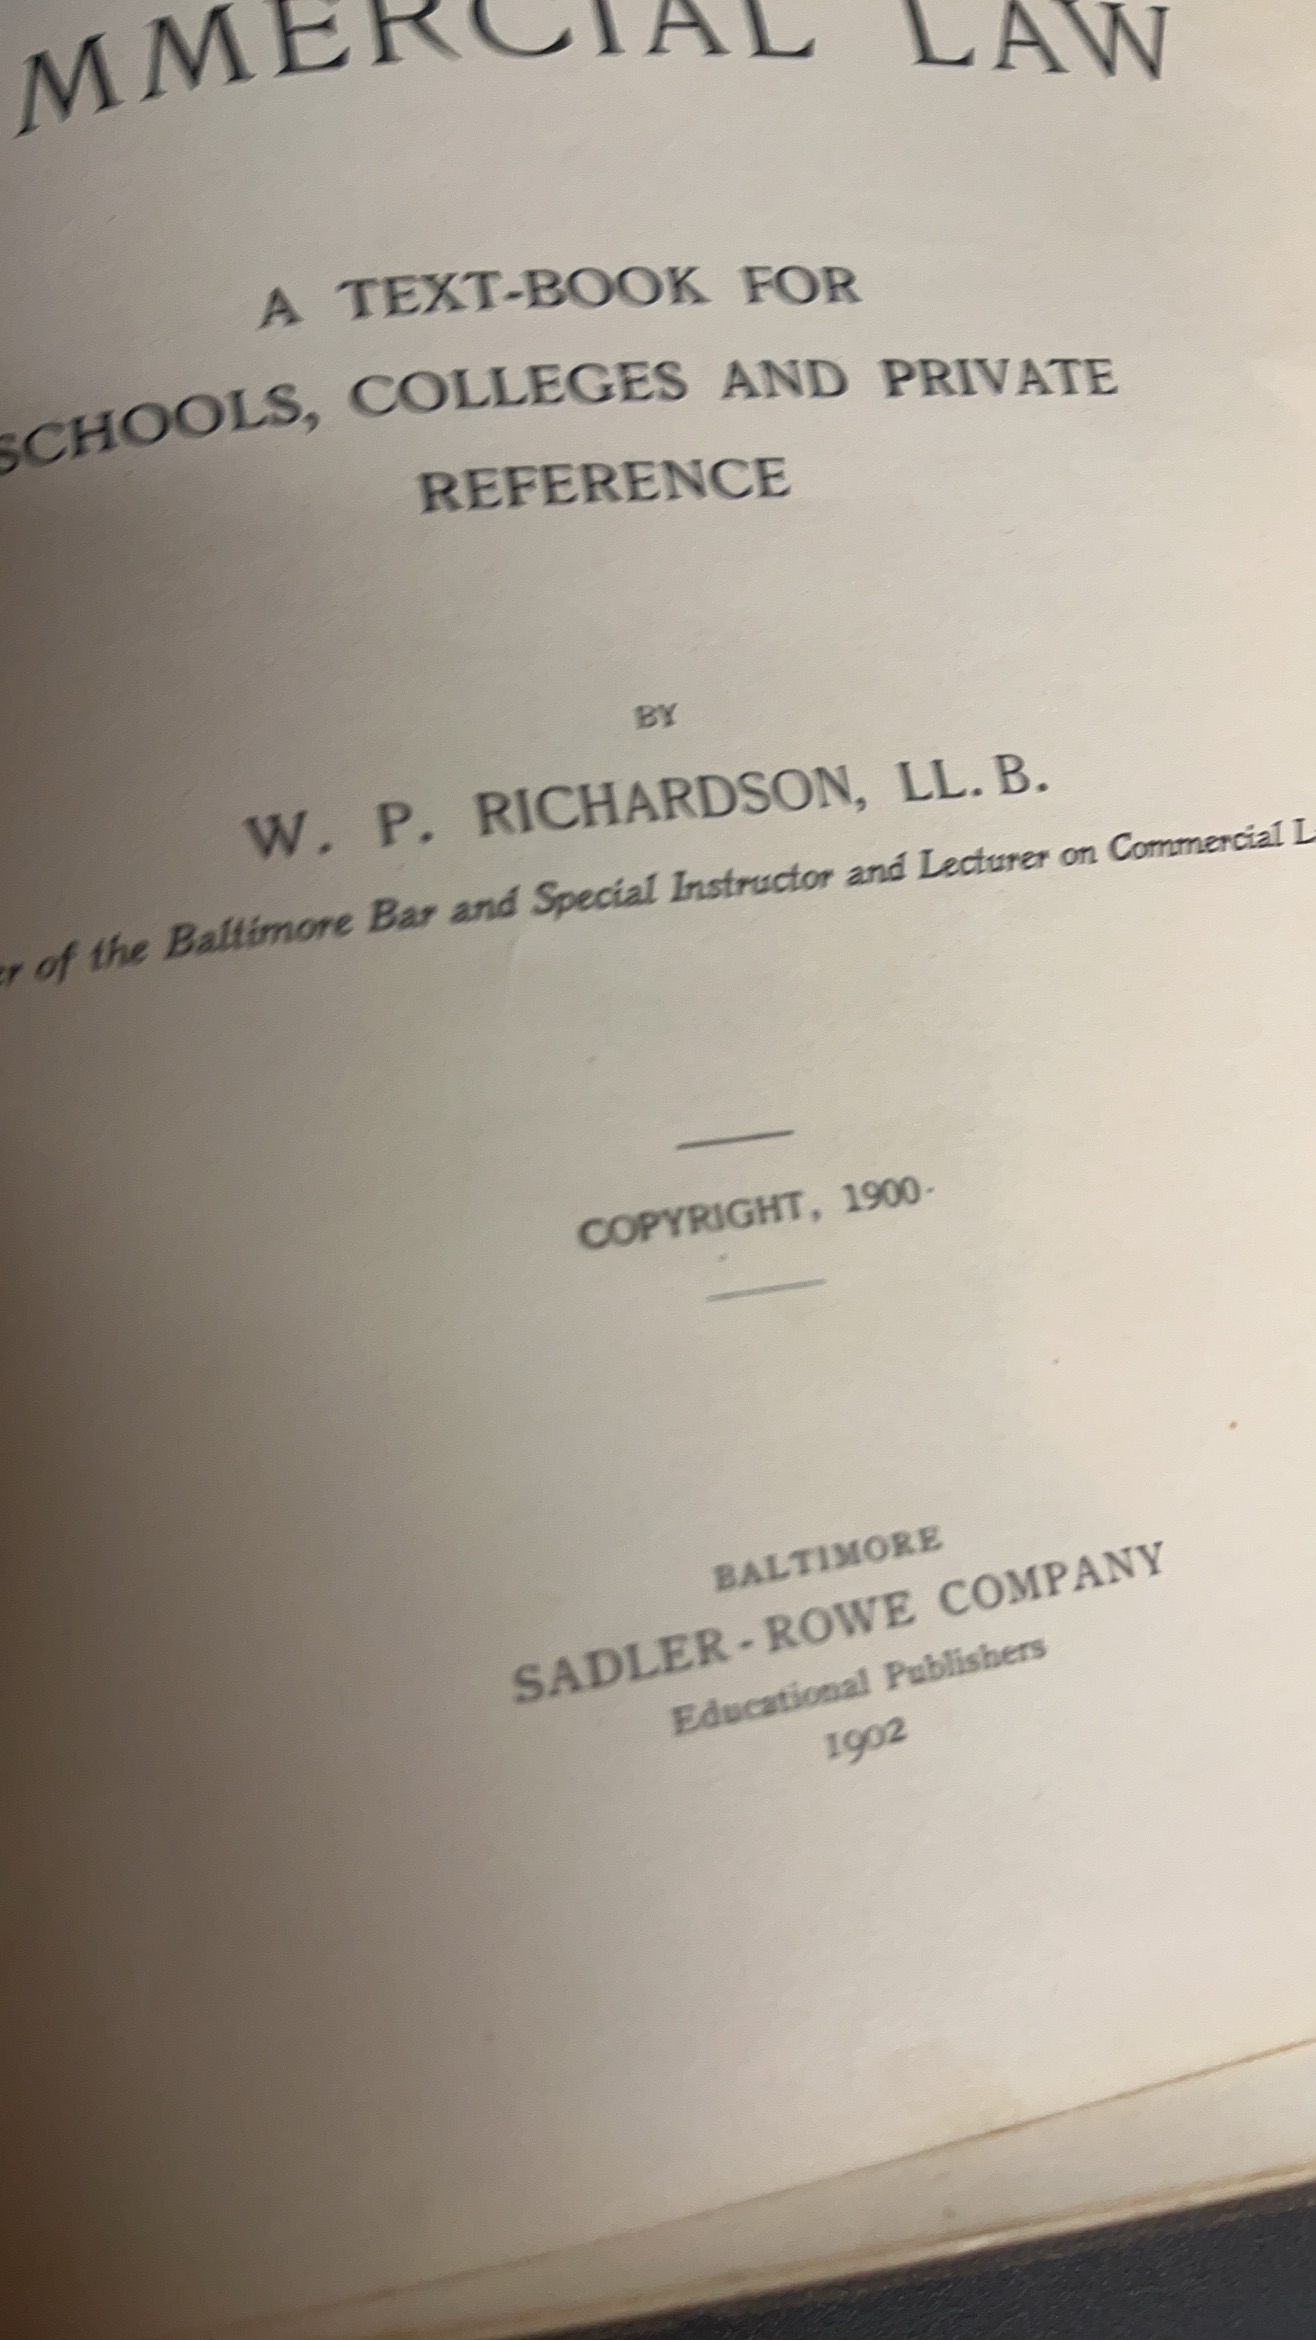 MMERCIAL LAW
A TEXT-BOOK FOR
SCHOOLS, COLLEGES AND PRIVATE
REFERENCE
BY
W. P. RICHARDSON, LL. B.
er of the Baltimore Bar and Special Instructor and Lecturer on Commercial L
COPYRIGHT, 1900.
BALTIMORE
SADLER-ROWE COMPANY
Educational Publishers
1902